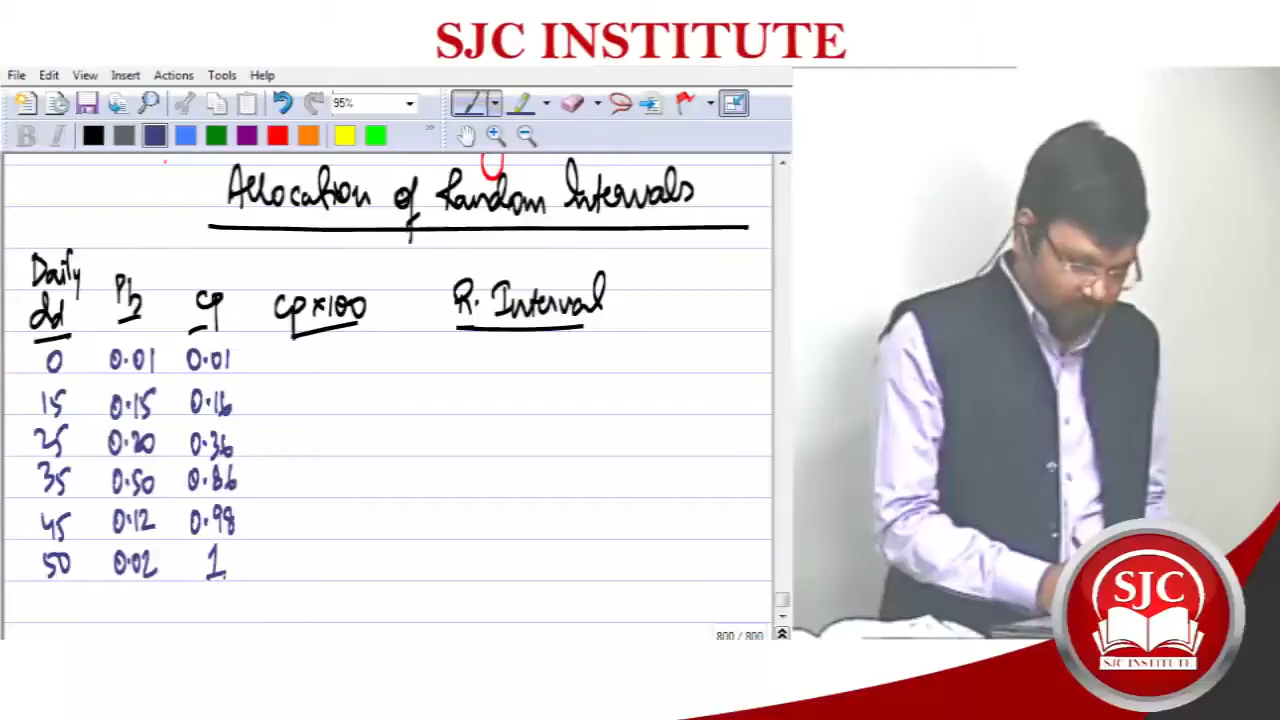 SJC INSTITUTE
File Edit View Insert Actions Tools Help
95%
B I
Allocation of Random Intervals
Daily dd Pb CP CP×100 R. Interval
0 0.01 0.01
15 0.15 0.16
25 0.20 0.36
35 0.50 0.86
45 0.12 0.98
50 0.02 1
800 / 800
SJC
SJC INSTITUTE